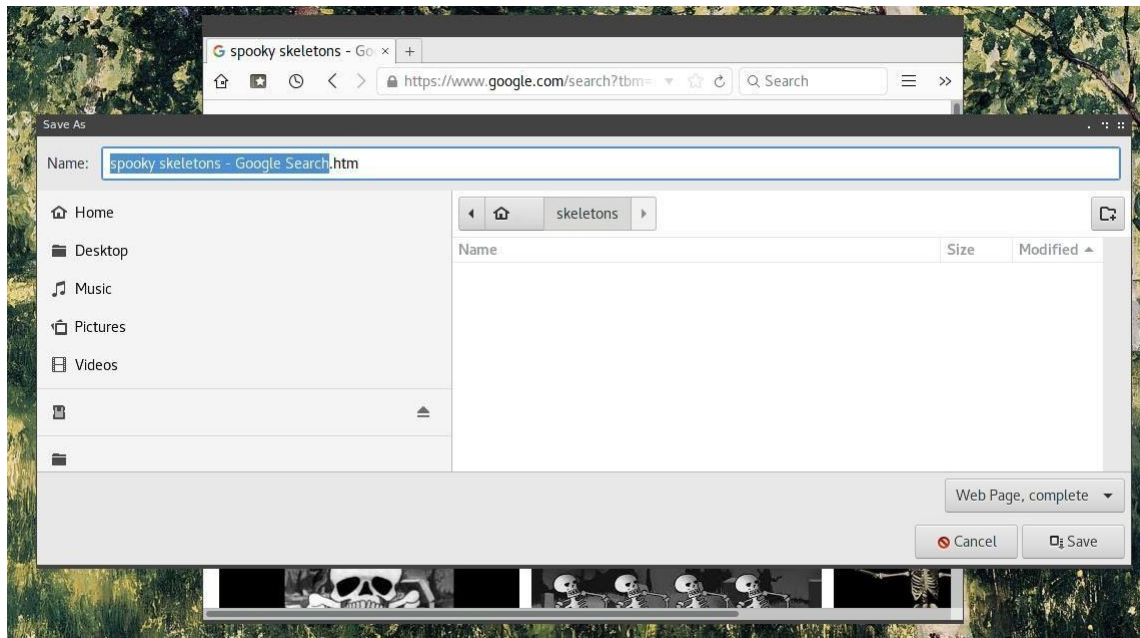 spooky skeletons - Go
https://www.google.com/search?tbm=
Search
Save As
Name: spooky skeletons - Google Search.htm
Home
skeletons
Desktop
Name Size Modified
Music
Pictures
Videos
Web Page, complete
Cancel Save